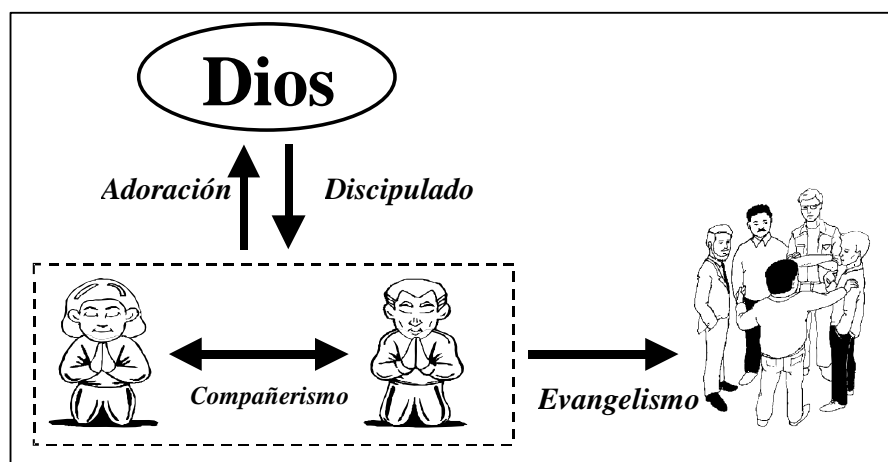 Dios
Adoración
Discipulado
Compañerismo
Evangelismo